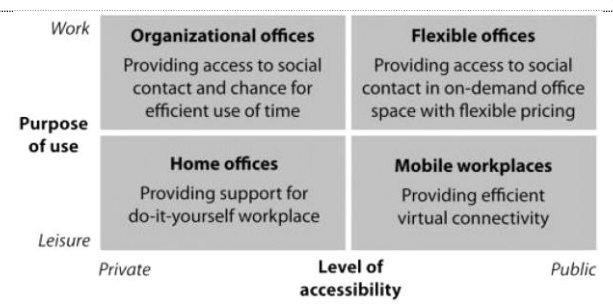 Work
Organizational offices
Providing access to social
contact and chance for
efficient use of time
Flexible offices
Providing access to social
contact in on-demand office
space with flexible pricing
Purpose
of use
Home offices
Providing support for
do-it-yourself workplace
Mobile workplaces
Providing efficient
virtual connectivity
Leisure
Private
Level of
accessibility
Public